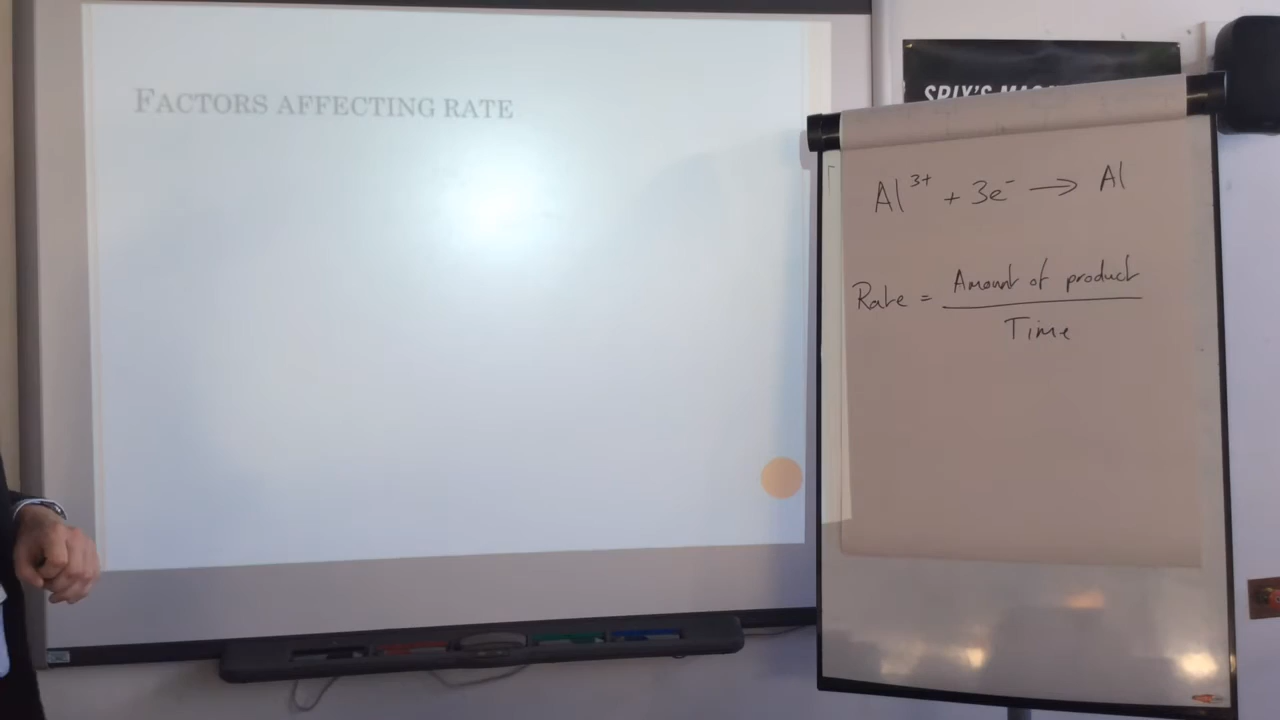 FACTORS AFFECTING RATE
Al³⁺ + 3e⁻ → Al
Rate = Amount of product
Time